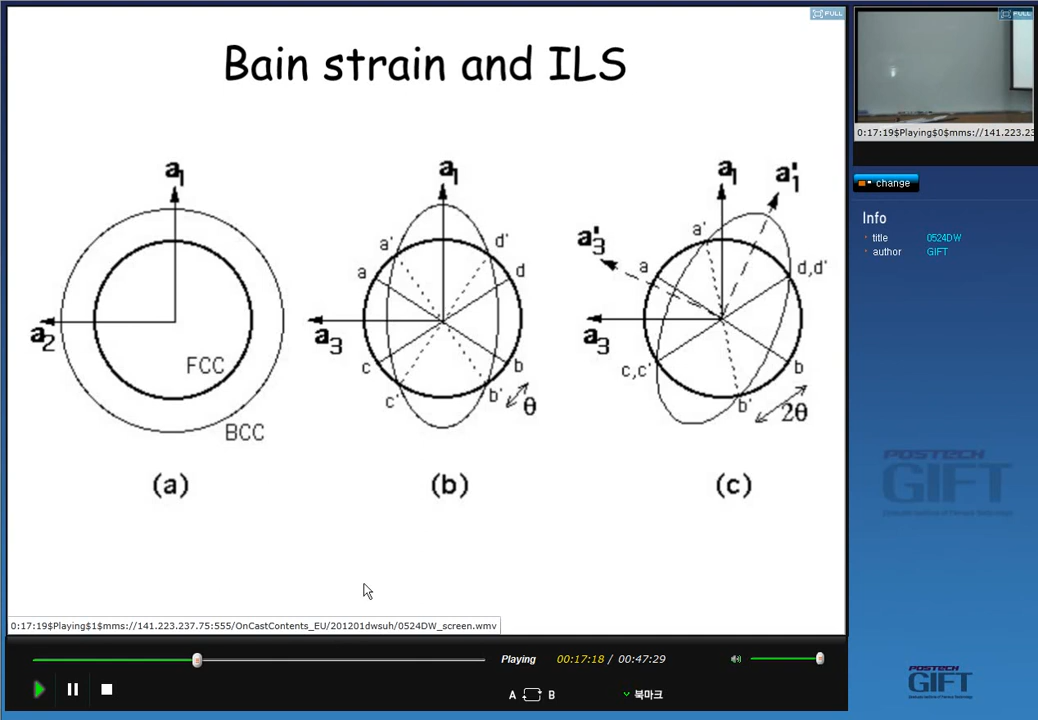 FULL
FULL
Bain strain and ILS
0:17:19$Playing$0$mms://141.223.23
change
Info
title 0524DW
author GIFT
a1
a2
FCC
BCC
(a)
a1
a'
d'
a
d
a3
c
b
c'
b'
θ
(b)
a1
a'1
a'3
a'
a
d,d'
a3
c,c'
b
b'
2θ
(c)
POSTECH
GIFT
0:17:19$Playing$1$mms://141.223.237.75:555/OnCastContents_EU/201201dwsuh/0524DW_screen.wmv
Playing 00:17:18 / 00:47:29
A B 북마크
POSTECH
GIFT